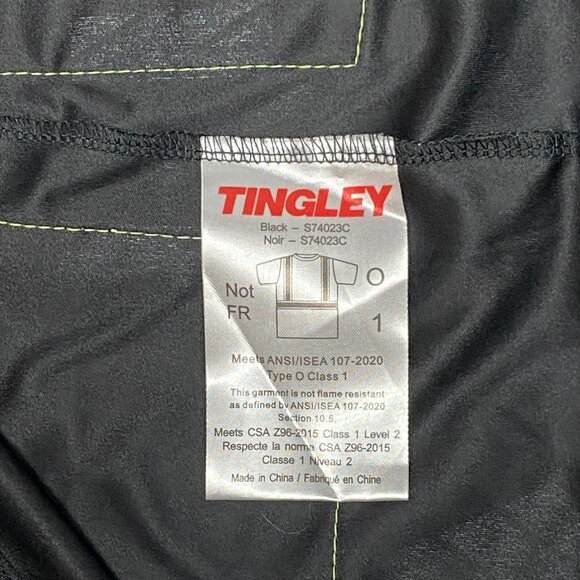 TINGLEY
Black – S74023C
Noir – S74023C
Not
FR
O
1
Meets ANSI/ISEA 107-2020
Type O Class 1
This garment is not flame resistant
as defined by ANSI/ISEA 107-2020
Section 10.5.
Meets CSA Z96-2015 Class 1 Level 2
Respecte la norma CSA Z96-2015
Classe 1 Niveau 2
Made in China / Fabriqué en Chine